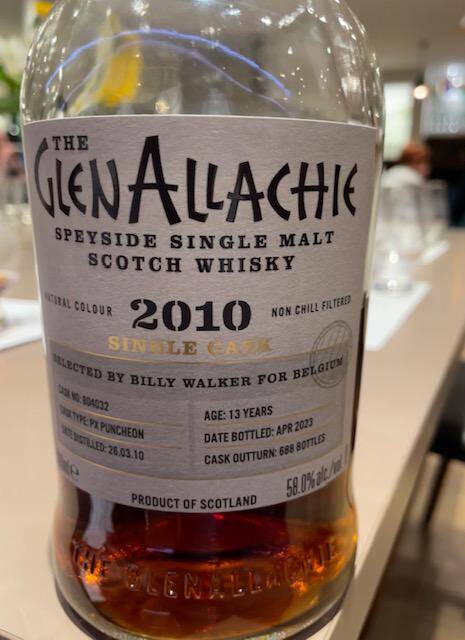 THE
GLENALLACHIE
SPEYSIDE SINGLE MALT
SCOTCH WHISKY
NATURAL COLOUR 2010 NON CHILL FILTERED
SINGLE CASK
SELECTED BY BILLY WALKER FOR BELGIUM
CASK NO: 804032
CASK TYPE: PX PUNCHEON
DATE DISTILLED: 26.03.10
AGE: 13 YEARS
DATE BOTTLED: APR 2023
CASK OUTTURN: 688 BOTTLES
58.0%alc/vol
PRODUCT OF SCOTLAND
THE GLENALLACHIE